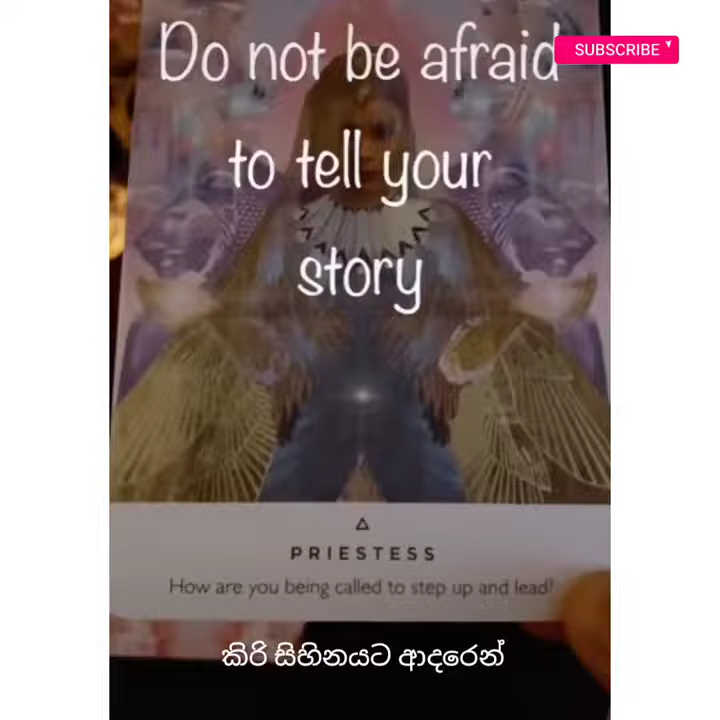 Do not be afraid
SUBSCRIBE
to tell your
story
PRIESTESS
How are you being called to step up and lead?
කිරි සිහිනයට ආදරෙන්